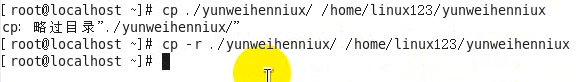 [root@localhost ~]# cp ./yunweihenniux/ /home/linux123/yunweihenniux
cp: 略过目录"./yunweihenniux/"
[root@localhost ~]# cp -r ./yunweihenniux/ /home/linux123/yunweihenniux
[root@localhost ~]#